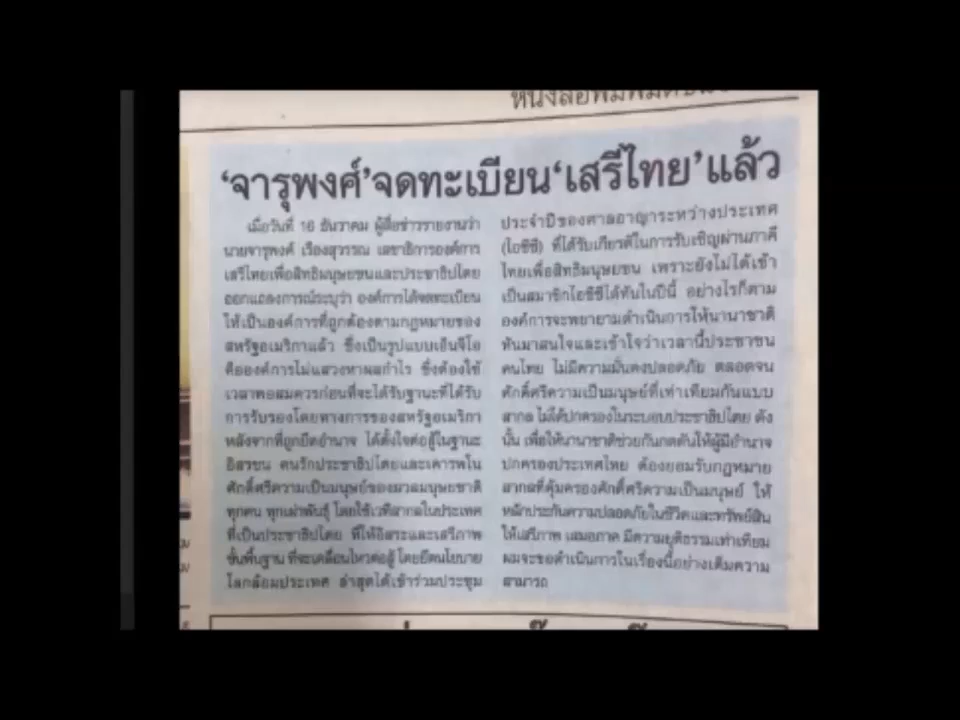 หนังสือพิมพ์มติชน
'จารุพงศ์'จดทะเบียน'เสรีไทย'แล้ว
เมื่อวันที่ 16 ธันวาคม ผู้สื่อข่าวรายงานว่า
นายจารุพงศ์ เรืองสุวรรณ เลขาธิการองค์การ
เสรีไทยเพื่อสิทธิมนุษยชนและประชาธิปไตย
ออกแถลงการณ์ระบุว่า องค์การได้จดทะเบียน
ให้เป็นองค์การที่ถูกต้องตามกฎหมายของ
สหรัฐอเมริกาแล้ว ซึ่งเป็นรูปแบบเอ็นจีโอ
คือองค์การไม่แสวงหาผลกำไร ซึ่งต้องใช้
เวลาพอสมควรก่อนที่จะได้รับฐานะที่ได้รับ
การรับรองโดยทางการของสหรัฐอเมริกา
หลังจากที่ถูกยึดอำนาจ ได้ตั้งใจต่อสู้ในฐานะ
อิสรชน คนรักประชาธิปไตยและเคารพใน
ศักดิ์ศรีความเป็นมนุษย์ของมวลมนุษยชาติ
ทุกคน ทุกเผ่าพันธุ์ โดยใช้เวทีสากลในประเทศ
ที่เป็นประชาธิปไตย ที่ให้อิสระและเสรีภาพ
ขั้นพื้นฐาน ที่จะเคลื่อนไหวต่อสู้ โดยยึดนโยบาย
โลกล้อมประเทศ ล่าสุดได้เข้าร่วมประชุม
ประจำปีของศาลอาญาระหว่างประเทศ
(ไอซีซี) ที่ได้รับเกียรติในการรับเชิญผ่านภาคี
ไทยเพื่อสิทธิมนุษยชน เพราะยังไม่ได้เข้า
เป็นสมาชิกไอซีซีได้ทันในปีนี้ อย่างไรก็ตาม
องค์การจะพยายามดำเนินการให้นานาชาติ
หันมาสนใจและเข้าใจว่าเวลานี้ประชาชน
คนไทย ไม่มีความมั่นคงปลอดภัย ตลอดจน
ศักดิ์ศรีความเป็นมนุษย์ที่เท่าเทียมกันแบบ
สากล ไม่ได้ปกครองในระบอบประชาธิปไตย ดัง
นั้น เพื่อให้นานาชาติช่วยกันกดดันให้ผู้มีอำนาจ
ปกครองประเทศไทย ต้องยอมรับกฎหมาย
สากลที่คุ้มครองศักดิ์ศรีความเป็นมนุษย์ ให้
หลักประกันความปลอดภัยในชีวิตและทรัพย์สิน
ให้เสรีภาพ เสมอภาค มีความยุติธรรมเท่าเทียม
ผมจะขอดำเนินการในเรื่องนี้อย่างเต็มความ
สามารถ